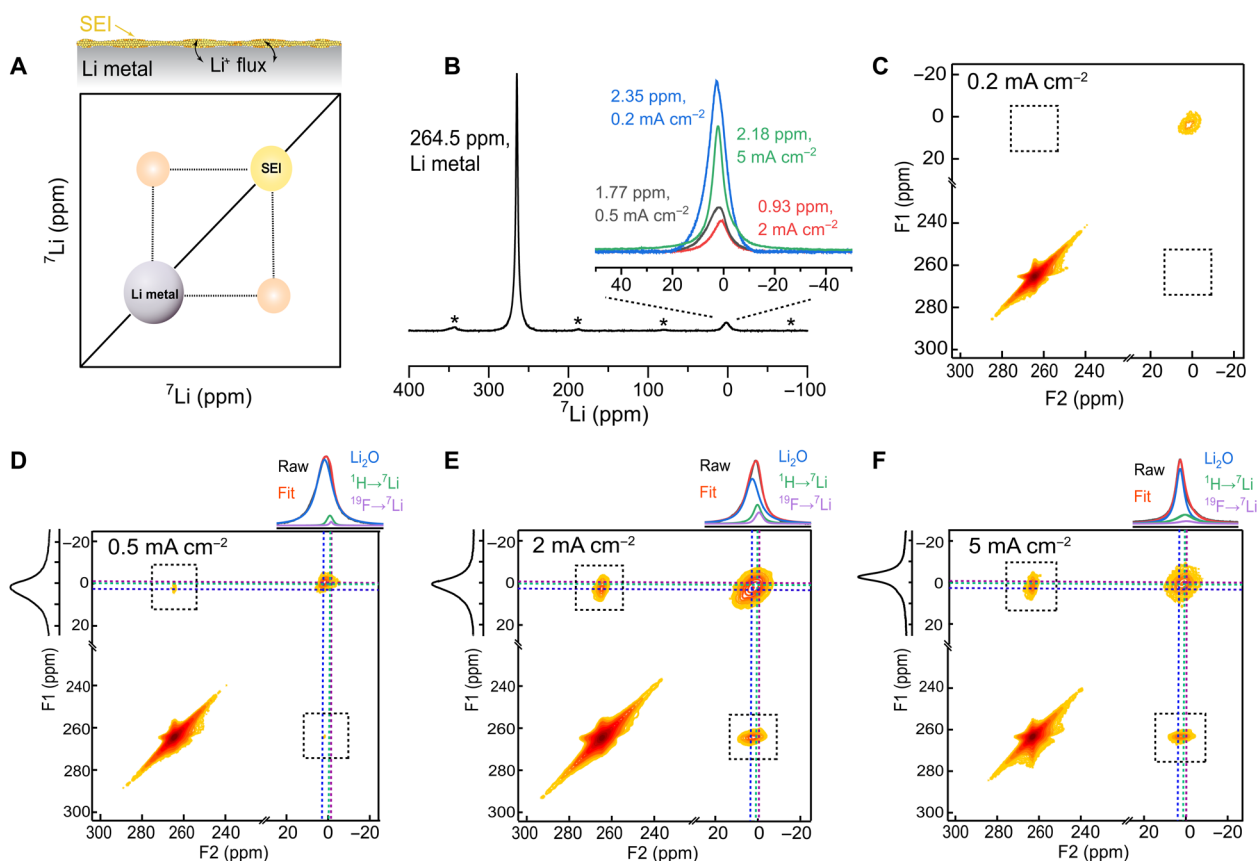 SEI
Li metal
Li⁺ flux
A
⁷Li (ppm)
SEI
Li metal
⁷Li (ppm)
B
264.5 ppm,
Li metal
2.35 ppm,
0.2 mA cm⁻²
2.18 ppm,
5 mA cm⁻²
1.77 ppm,
0.5 mA cm⁻²
0.93 ppm,
2 mA cm⁻²
40 20 0 −20 −40
* * * *
400 300 200 100 0 −100
⁷Li (ppm)
C
0.2 mA cm⁻²
−20
0
20
240
260
280
300
F1 (ppm)
300 280 260 240 20 0 −20
F2 (ppm)
D
Raw
Fit
Li₂O
¹H→⁷Li
¹⁹F→⁷Li
0.5 mA cm⁻²
−20
0
20
240
260
280
300
F1 (ppm)
300 280 260 240 20 0 −20
F2 (ppm)
E
Raw
Fit
Li₂O
¹H→⁷Li
¹⁹F→⁷Li
2 mA cm⁻²
−20
0
20
240
260
280
300
F1 (ppm)
300 280 260 240 20 0 −20
F2 (ppm)
F
Raw
Fit
Li₂O
¹H→⁷Li
¹⁹F→⁷Li
5 mA cm⁻²
−20
0
20
240
260
280
300
F1 (ppm)
300 280 260 240 20 0 −20
F2 (ppm)